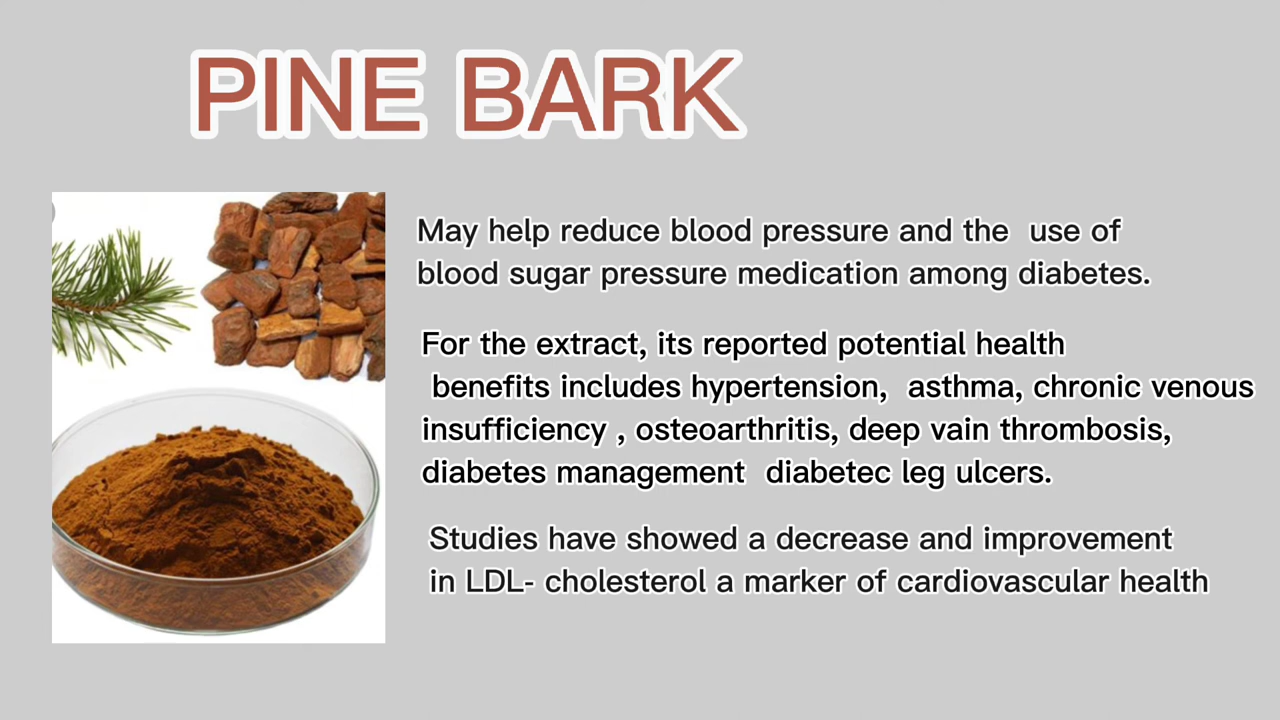 PINE BARK
May help reduce blood pressure and the use of
blood sugar pressure medication among diabetes.
For the extract, its reported potential health
benefits includes hypertension, asthma, chronic venous
insufficiency , osteoarthritis, deep vain thrombosis,
diabetes management diabetec leg ulcers.
Studies have showed a decrease and improvement
in LDL- cholesterol a marker of cardiovascular health